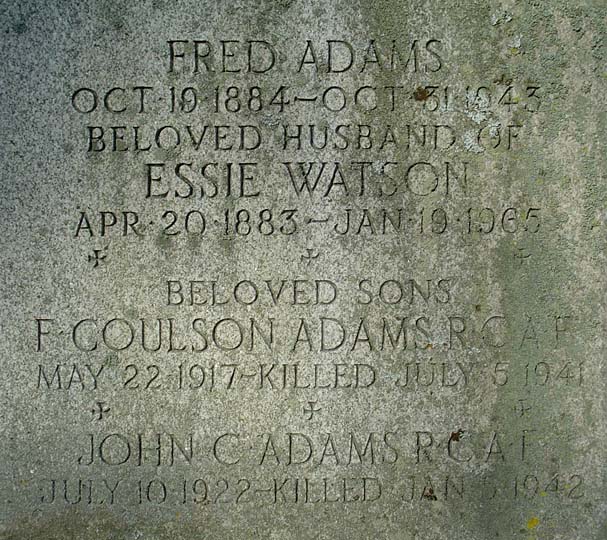 FRED ADAMS
OCT·19·1884–OCT·31·1943
BELOVED HUSBAND OF
ESSIE WATSON
APR·20·1883–JAN·19·1965
BELOVED SONS
F·COULSON ADAMS R·C·A·F·
MAY 22·1917–KILLED JULY 5·1941
JOHN C·ADAMS R·C·A·F·
JULY 10·1922–KILLED JAN 5 1942